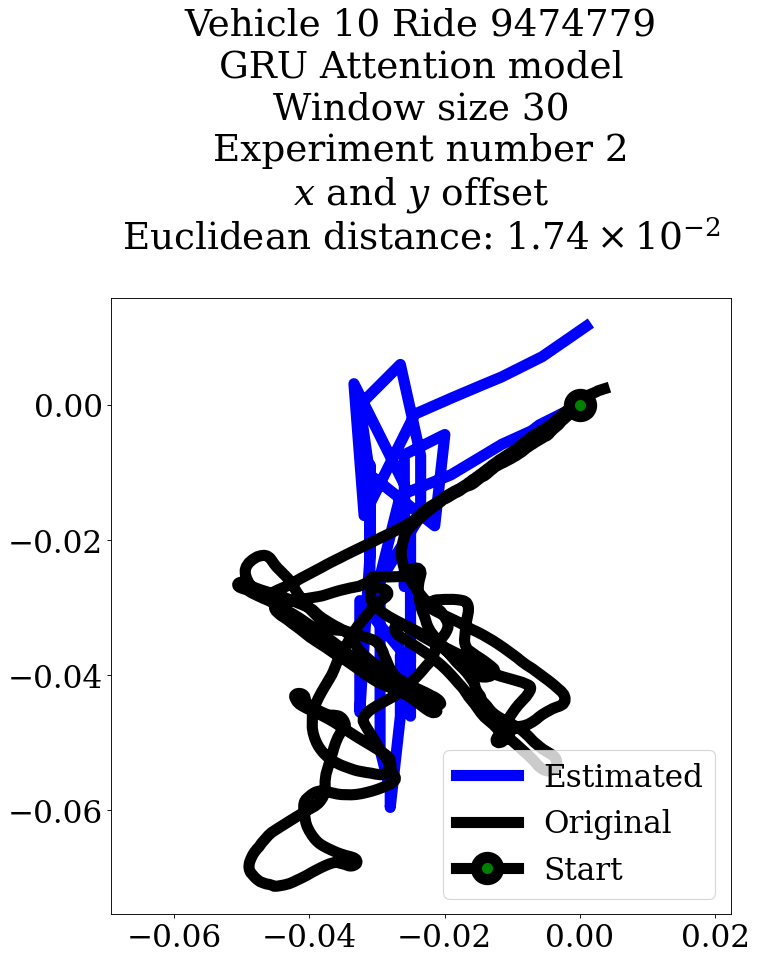 Vehicle 10 Ride 9474779
GRU Attention model
Window size 30
Experiment number 2
x and y offset
Euclidean distance: 1.74 × 10⁻²
0.00
−0.02
−0.04
−0.06
Estimated
Original
Start
−0.06 −0.04 −0.02 0.00 0.02